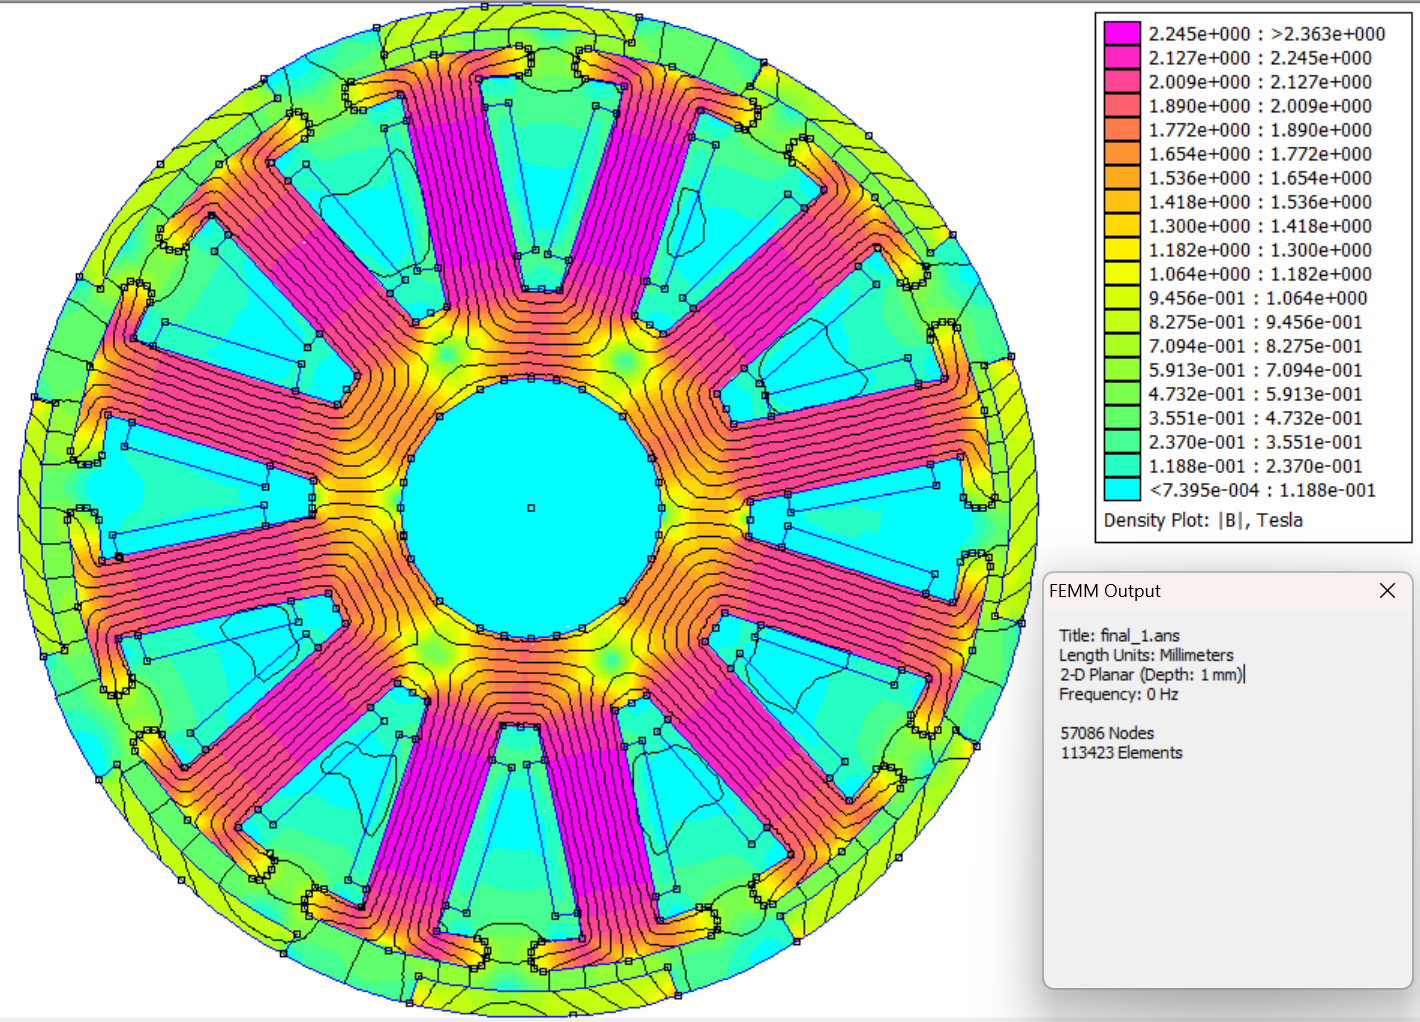 2.245e+000 : >2.363e+000
2.127e+000 : 2.245e+000
2.009e+000 : 2.127e+000
1.890e+000 : 2.009e+000
1.772e+000 : 1.890e+000
1.654e+000 : 1.772e+000
1.536e+000 : 1.654e+000
1.418e+000 : 1.536e+000
1.300e+000 : 1.418e+000
1.182e+000 : 1.300e+000
1.064e+000 : 1.182e+000
9.456e-001 : 1.064e+000
8.275e-001 : 9.456e-001
7.094e-001 : 8.275e-001
5.913e-001 : 7.094e-001
4.732e-001 : 5.913e-001
3.551e-001 : 4.732e-001
2.370e-001 : 3.551e-001
1.188e-001 : 2.370e-001
<7.395e-004 : 1.188e-001
Density Plot: |B|, Tesla
FEMM Output
Title: final_1.ans
Length Units: Millimeters
2-D Planar (Depth: 1 mm)
Frequency: 0 Hz
57086 Nodes
113423 Elements